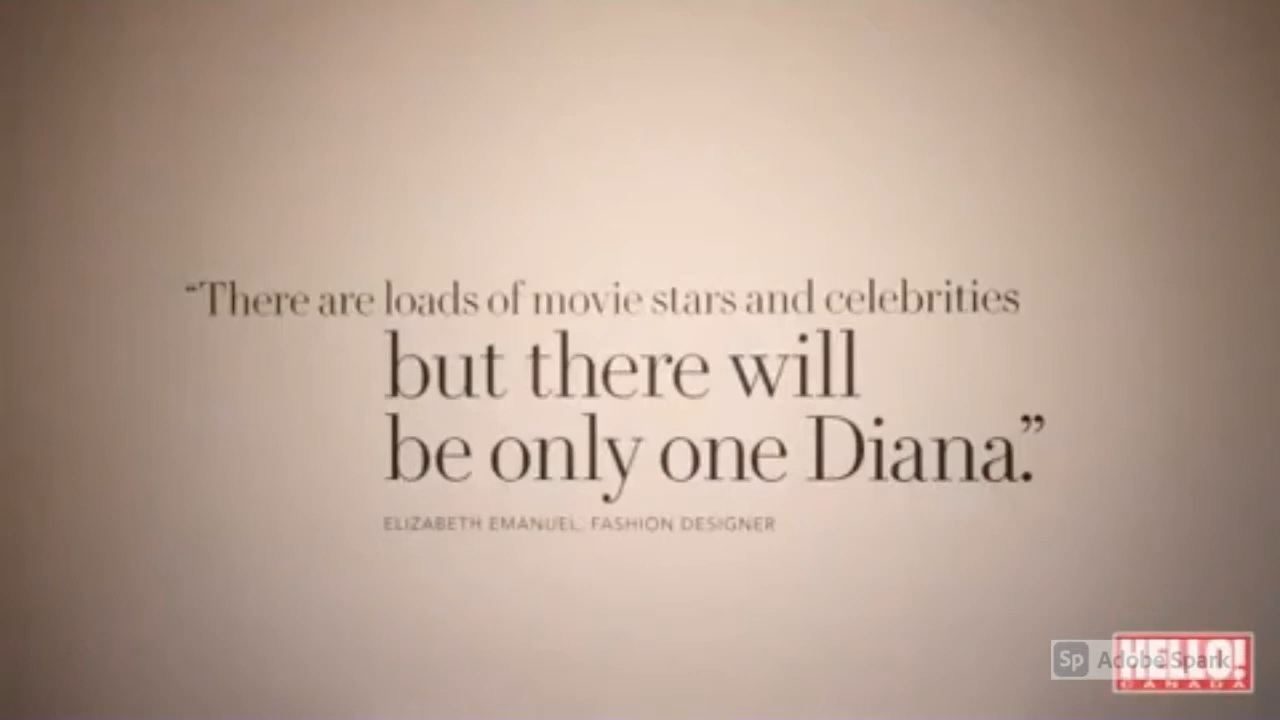 “There are loads of movie stars and celebrities
but there will
be only one Diana.”
ELIZABETH EMANUEL, FASHION DESIGNER
Sp Adobe Spark
HELLO!
CANADA